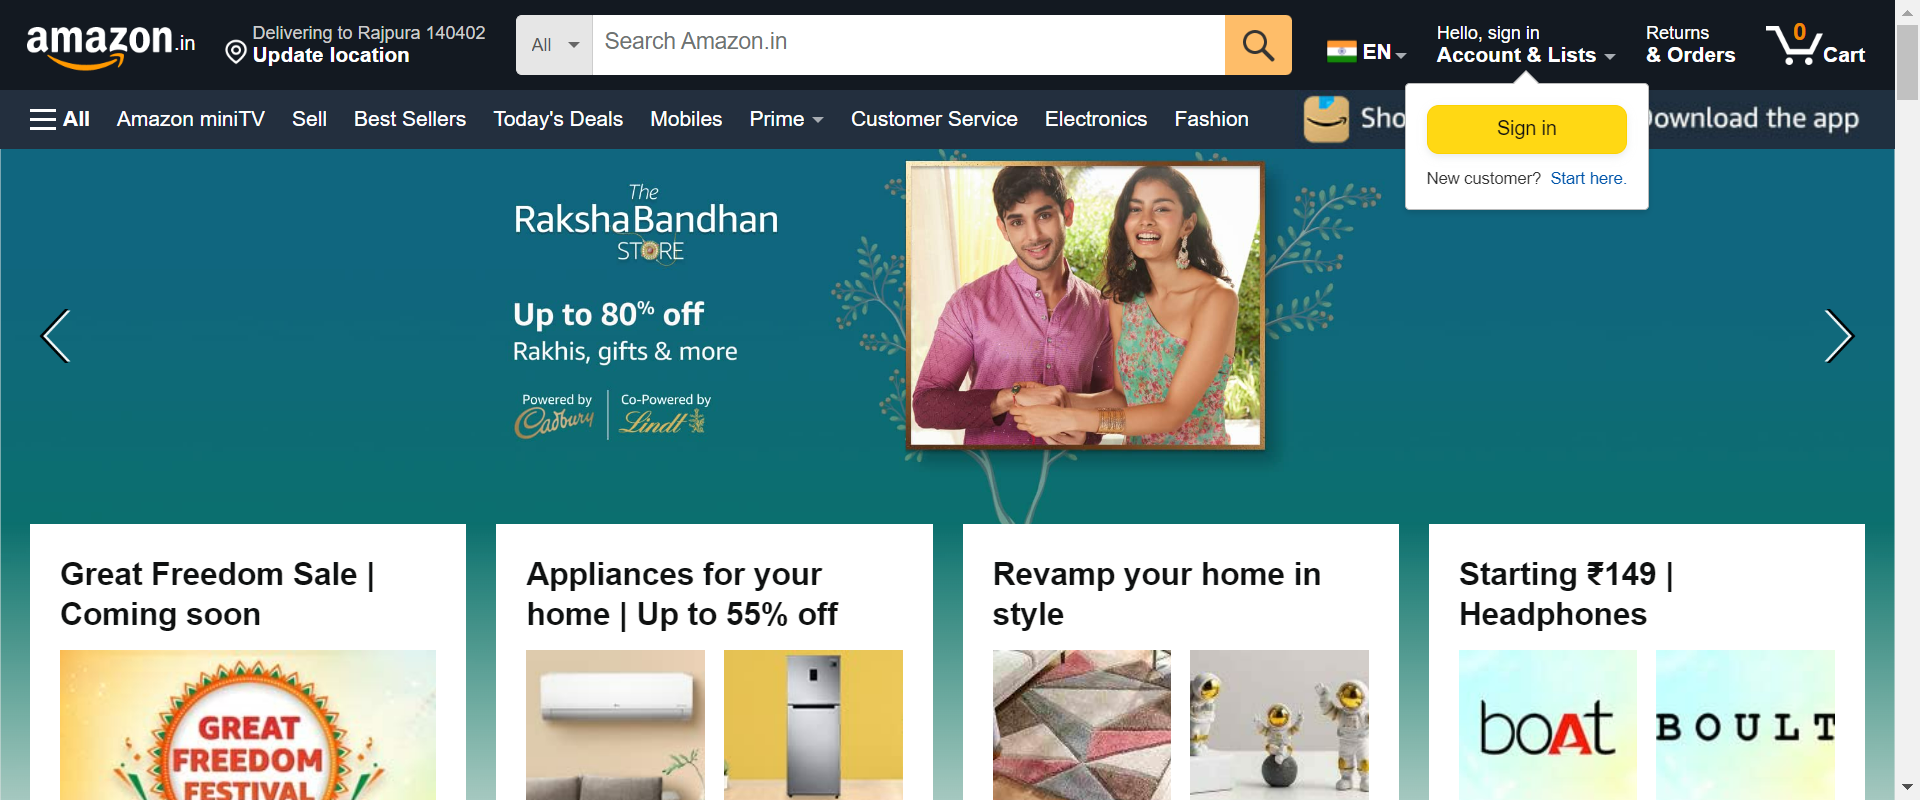 amazon.in
Delivering to Rajpura 140402
Update location
All
Search Amazon.in
EN
Hello, sign in
Account & Lists
Returns
& Orders
0
Cart
All
Amazon miniTV
Sell
Best Sellers
Today's Deals
Mobiles
Prime
Customer Service
Electronics
Fashion
Sho
Download the app
Sign in
New customer? Start here.
The
RakshaBandhan
STORE
Up to 80% off
Rakhis, gifts & more
Powered by
Cadbury
Co-Powered by
Lindt
Great Freedom Sale |
Coming soon
GREAT
FREEDOM
FESTIVAL
Appliances for your
home | Up to 55% off
Revamp your home in
style
Starting ₹149 |
Headphones
boAt
BOULT